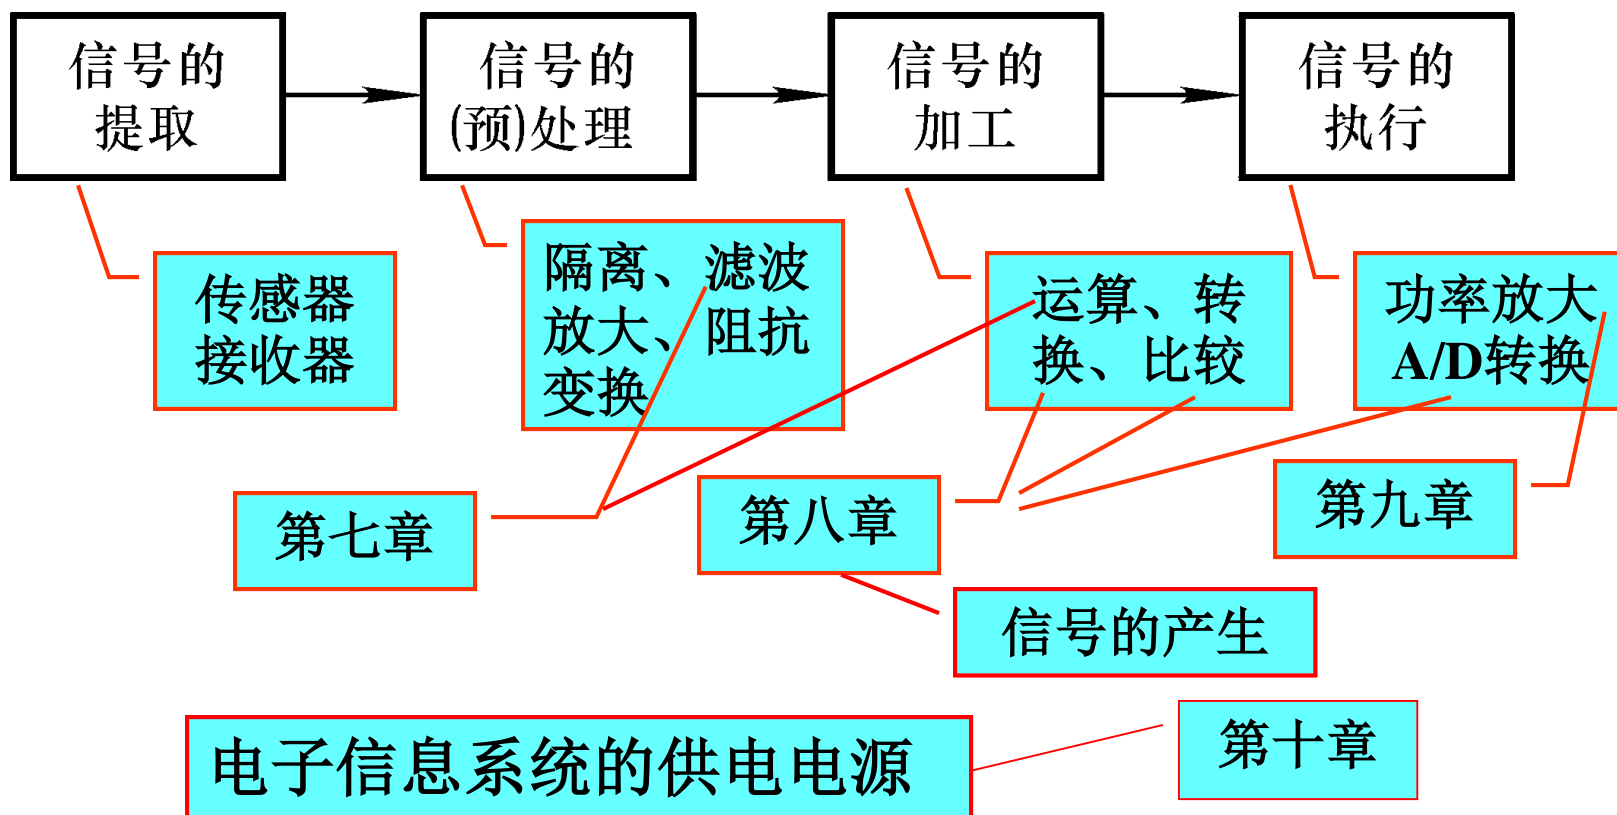 信号的
提取
信号的
(预)处理
信号的
加工
信号的
执行
传感器
接收器
隔离、滤波
放大、阻抗
变换
运算、转
换、比较
功率放大
A/D转换
第七章
第八章
第九章
信号的产生
电子信息系统的供电电源
第十章